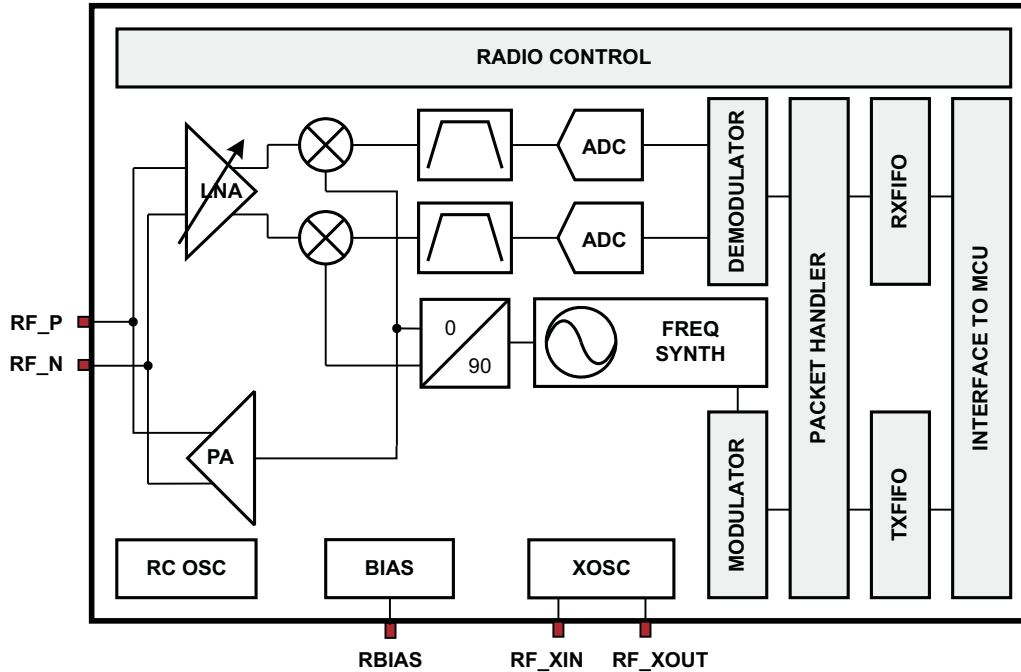 RADIO CONTROL
LNA
ADC
ADC
DEMODULATOR
PACKET HANDLER
RXFIFO
INTERFACE TO MCU
RF_P
RF_N
0
90
FREQ
SYNTH
PA
MODULATOR
TXFIFO
RC OSC
BIAS
XOSC
RBIAS
RF_XIN
RF_XOUT